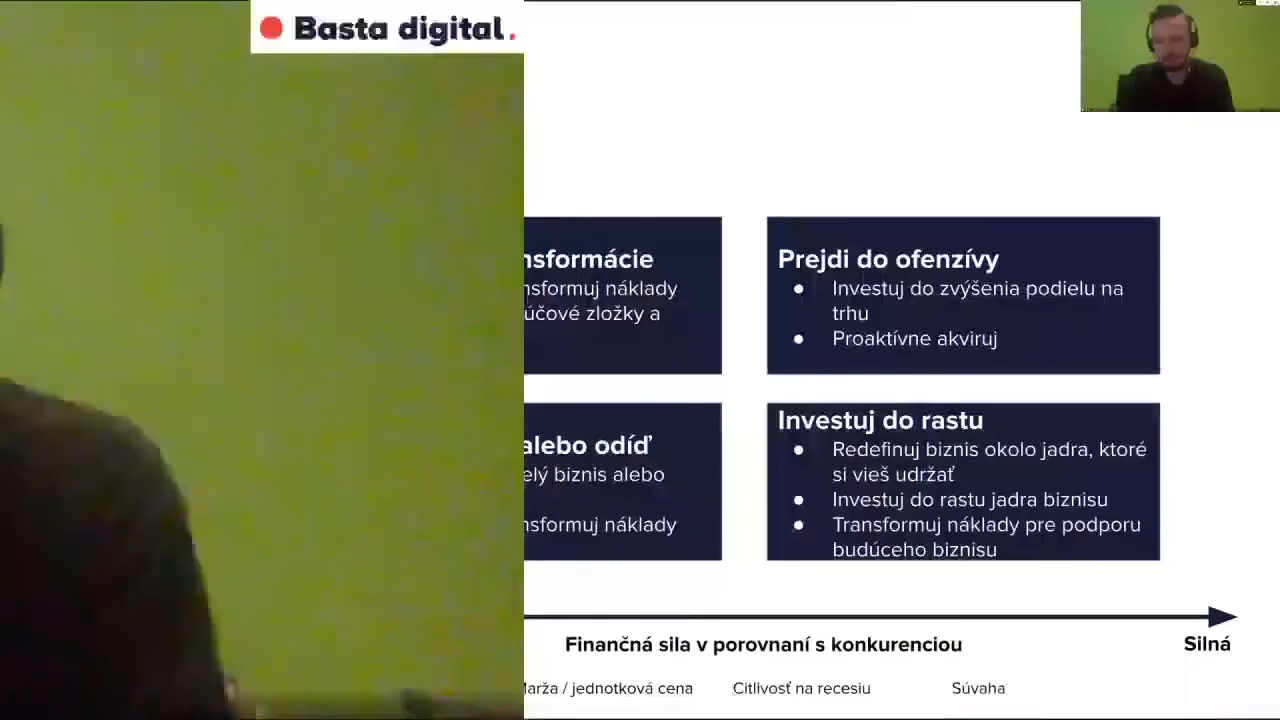 Basta digital.
nsformácie
nsformuj náklady
účové zložky a
Prejdi do ofenzívy
Investuj do zvýšenia podielu na
trhu
Proaktívne akviruj
alebo odíď
elý biznis alebo
nsformuj náklady
Investuj do rastu
Redefinuj biznis okolo jadra, ktoré
si vieš udržať
Investuj do rastu jadra biznisu
Transformuj náklady pre podporu
budúceho biznisu
Finančná sila v porovnaní s konkurenciou
Silná
Marža / jednotková cena
Citlivosť na recesiu
Súvaha